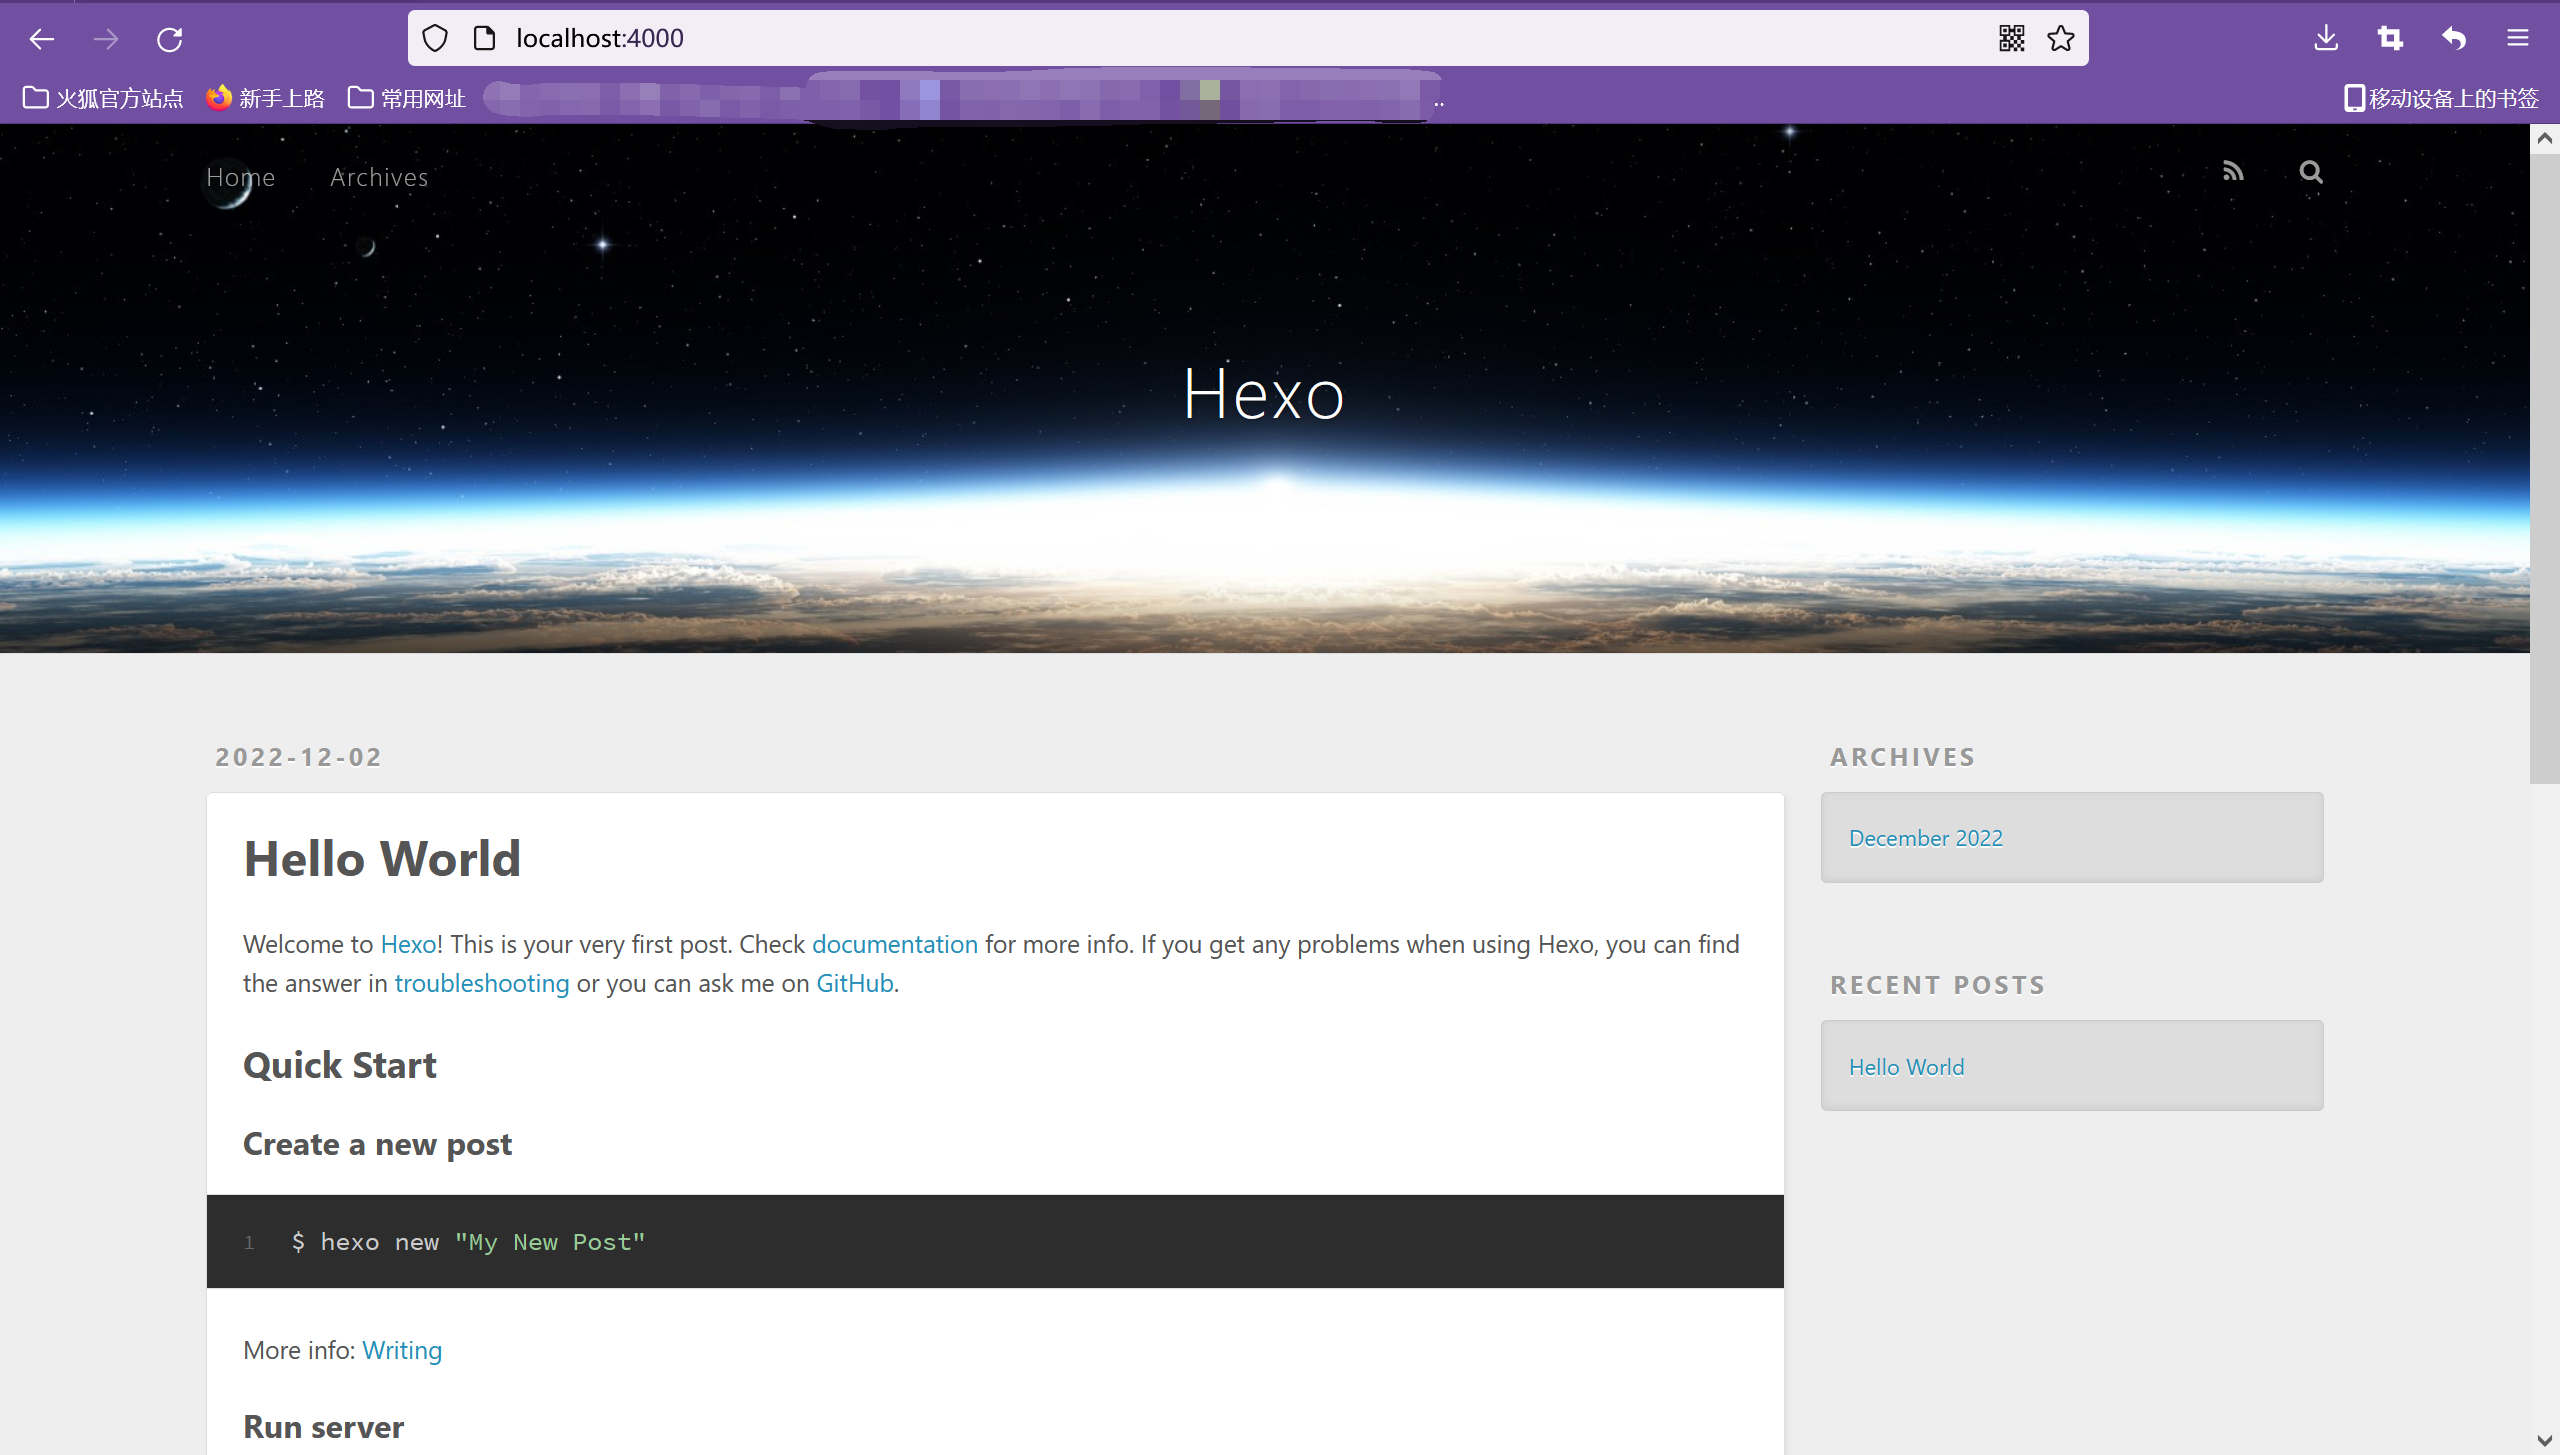 localhost:4000
火狐官方站点 新手上路 常用网址 .. 移动设备上的书签
Home Archives
Hexo
2022-12-02
Hello World
Welcome to Hexo! This is your very first post. Check documentation for more info. If you get any problems when using Hexo, you can find
the answer in troubleshooting or you can ask me on GitHub.
Quick Start
Create a new post
1 $ hexo new "My New Post"
More info: Writing
Run server
ARCHIVES
December 2022
RECENT POSTS
Hello World